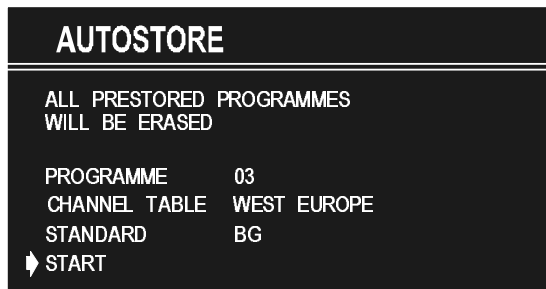 AUTOSTORE
ALL PRESTORED PROGRAMMES
WILL BE ERASED
PROGRAMME 03
CHANNEL TABLE WEST EUROPE
STANDARD BG
START